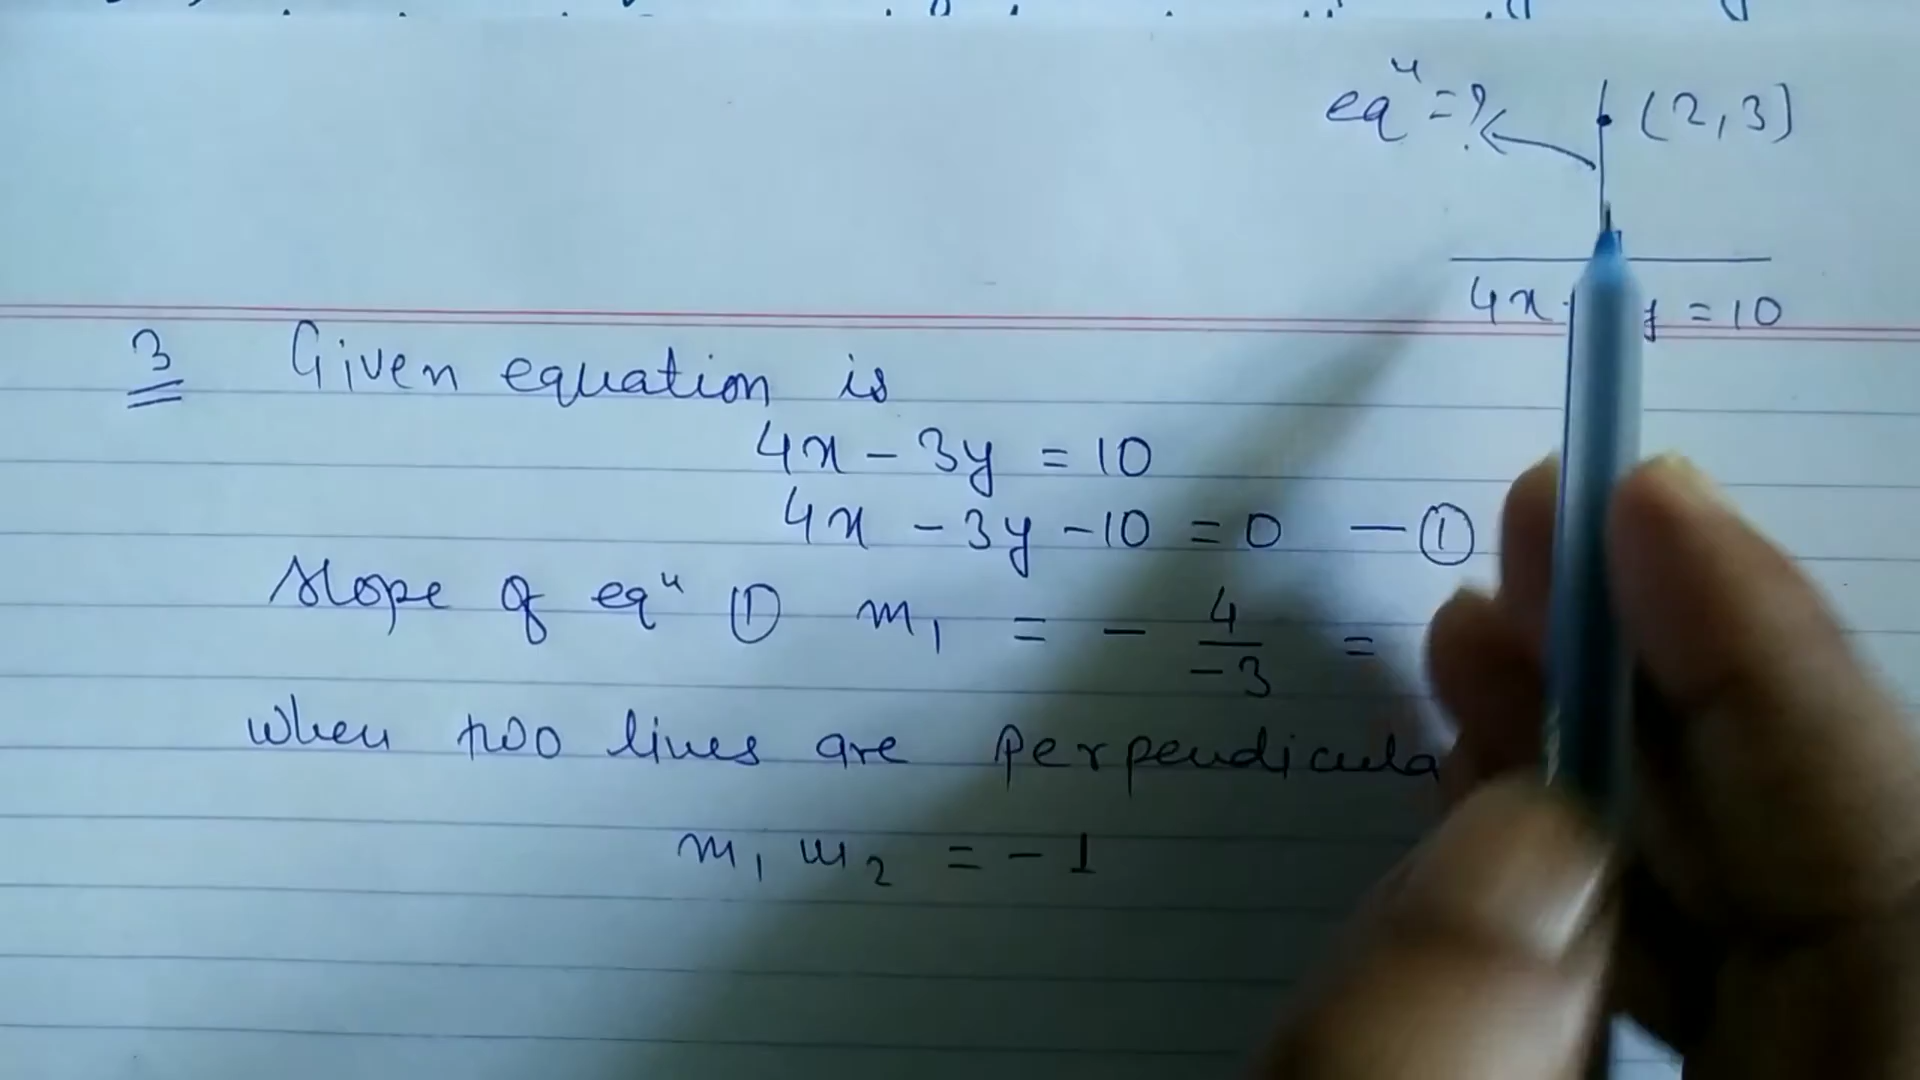 eqⁿ = ? (2,3)
4x y = 10
3 Given equation is
4x - 3y = 10
4x - 3y - 10 = 0 — ①
Slope of eqⁿ ① m₁ = - 4/-3 =
When two lines are perpendicula
m₁ m₂ = -1